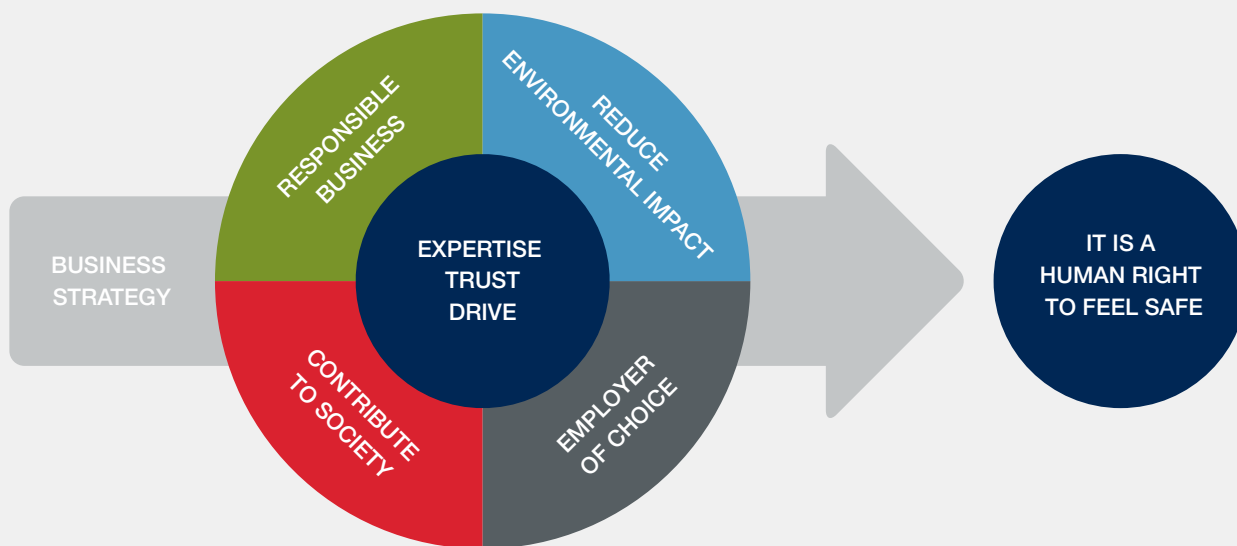 BUSINESS
STRATEGY
RESPONSIBLE
BUSINESS
REDUCE
ENVIRONMENTAL IMPACT
EXPERTISE
TRUST
DRIVE
CONTRIBUTE
TO SOCIETY
EMPLOYER
OF CHOICE
IT IS A
HUMAN RIGHT
TO FEEL SAFE